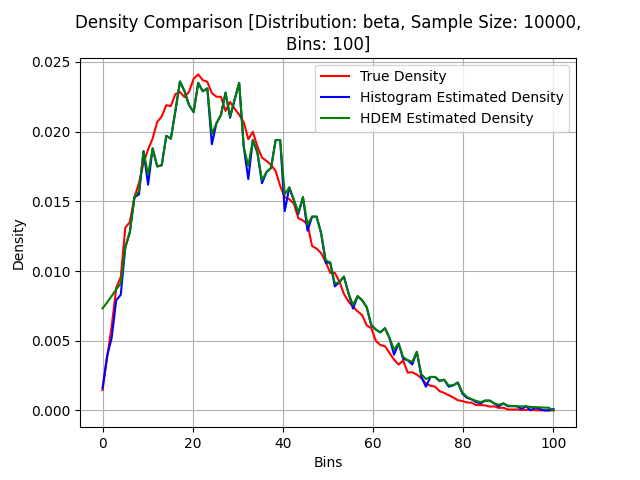 Density Comparison [Distribution: beta, Sample Size: 10000,
Bins: 100]
True Density
Histogram Estimated Density
HDEM Estimated Density
Density
0.025
0.020
0.015
0.010
0.005
0.000
0 20 40 60 80 100
Bins